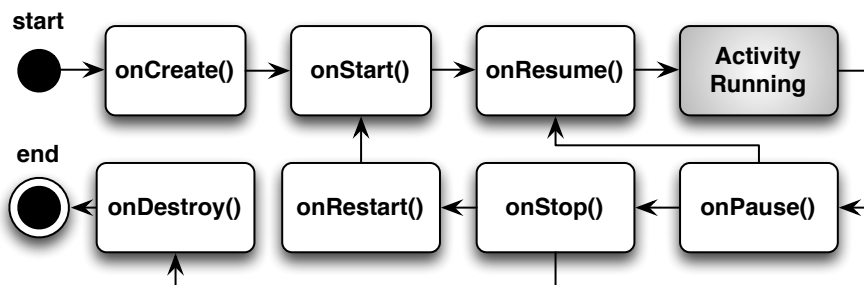 start
onCreate()
onStart()
onResume()
Activity
Running
end
onDestroy()
onRestart()
onStop()
onPause()